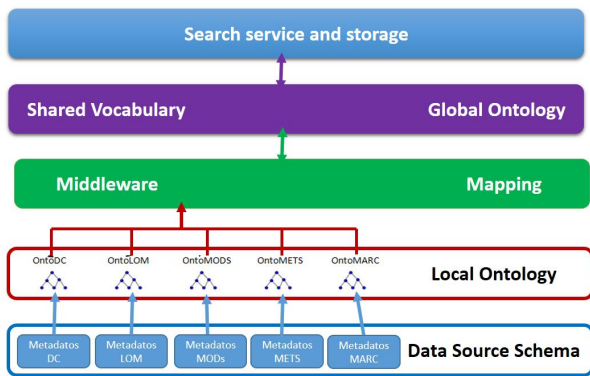 Search service and storage
Shared Vocabulary Global Ontology
Middleware Mapping
OntoDC OntoLOM OntoMODS OntoMETS OntoMARC
Local Ontology
Metadatos Metadatos Metadatos Metadatos Metadatos
DC LOM MODs METS MARC
Data Source Schema